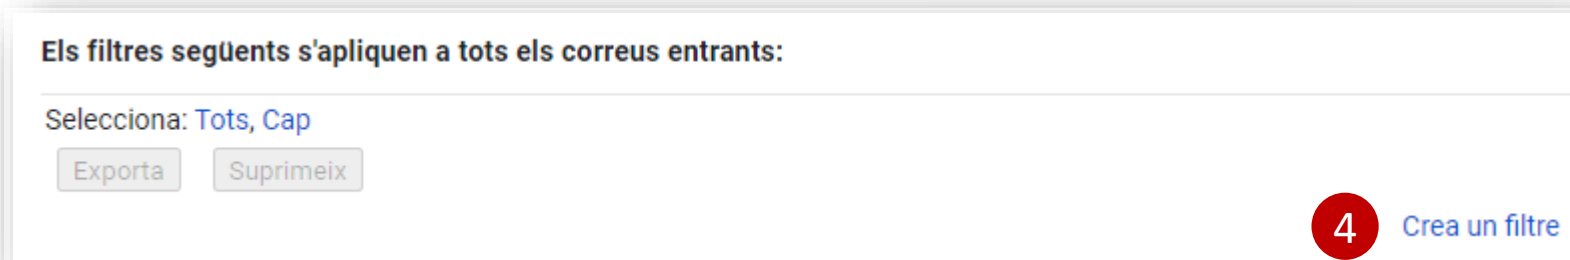 Els filtres següents s'apliquen a tots els correus entrants:
Selecciona: Tots, Cap
Exporta Suprimeix
4 Crea un filtre